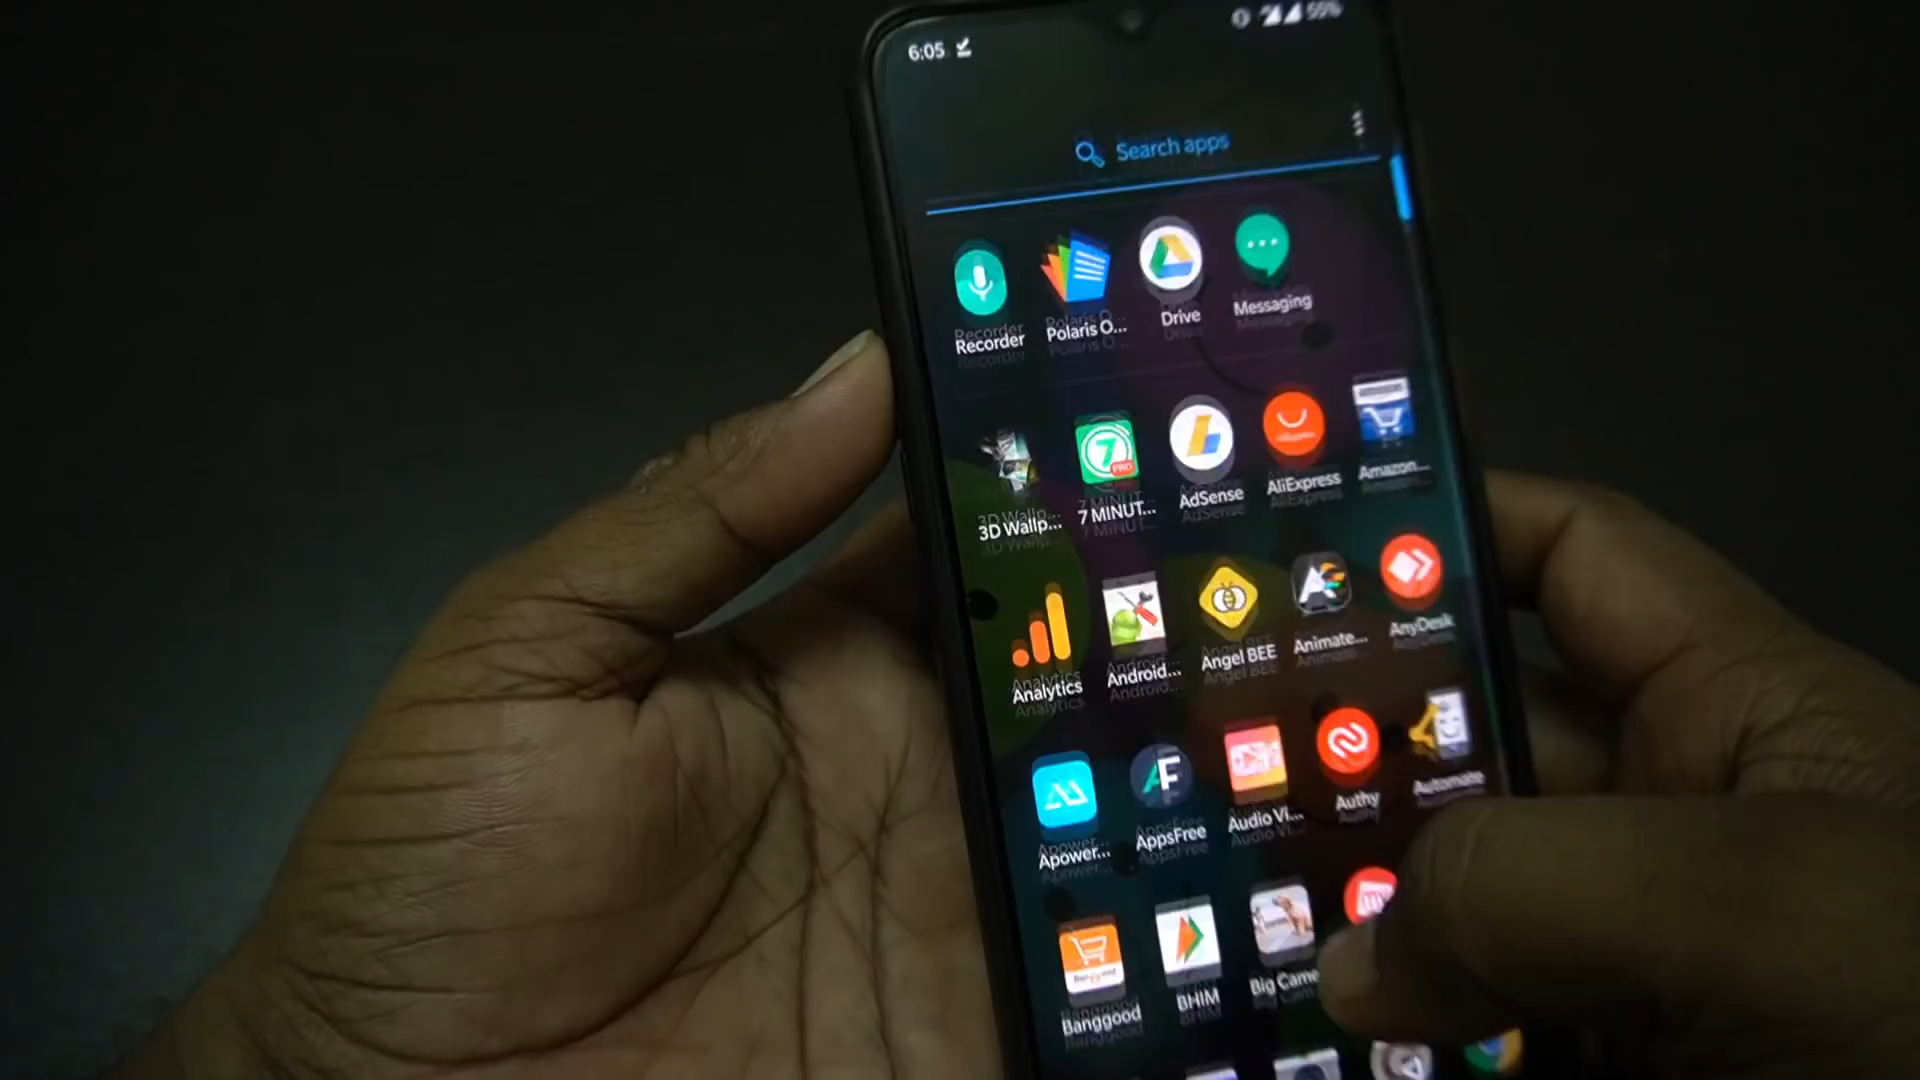 6:05 55%
Search apps
Recorder Polaris O... Drive Messaging
3D Wallp... 7 MINUT... AdSense AliExpress Amazon...
Analytics Android... Angel BEE Animate... AnyDesk
Apower... AppsFree Audio Vi... Authy Automate
Banggood BHIM Big Came